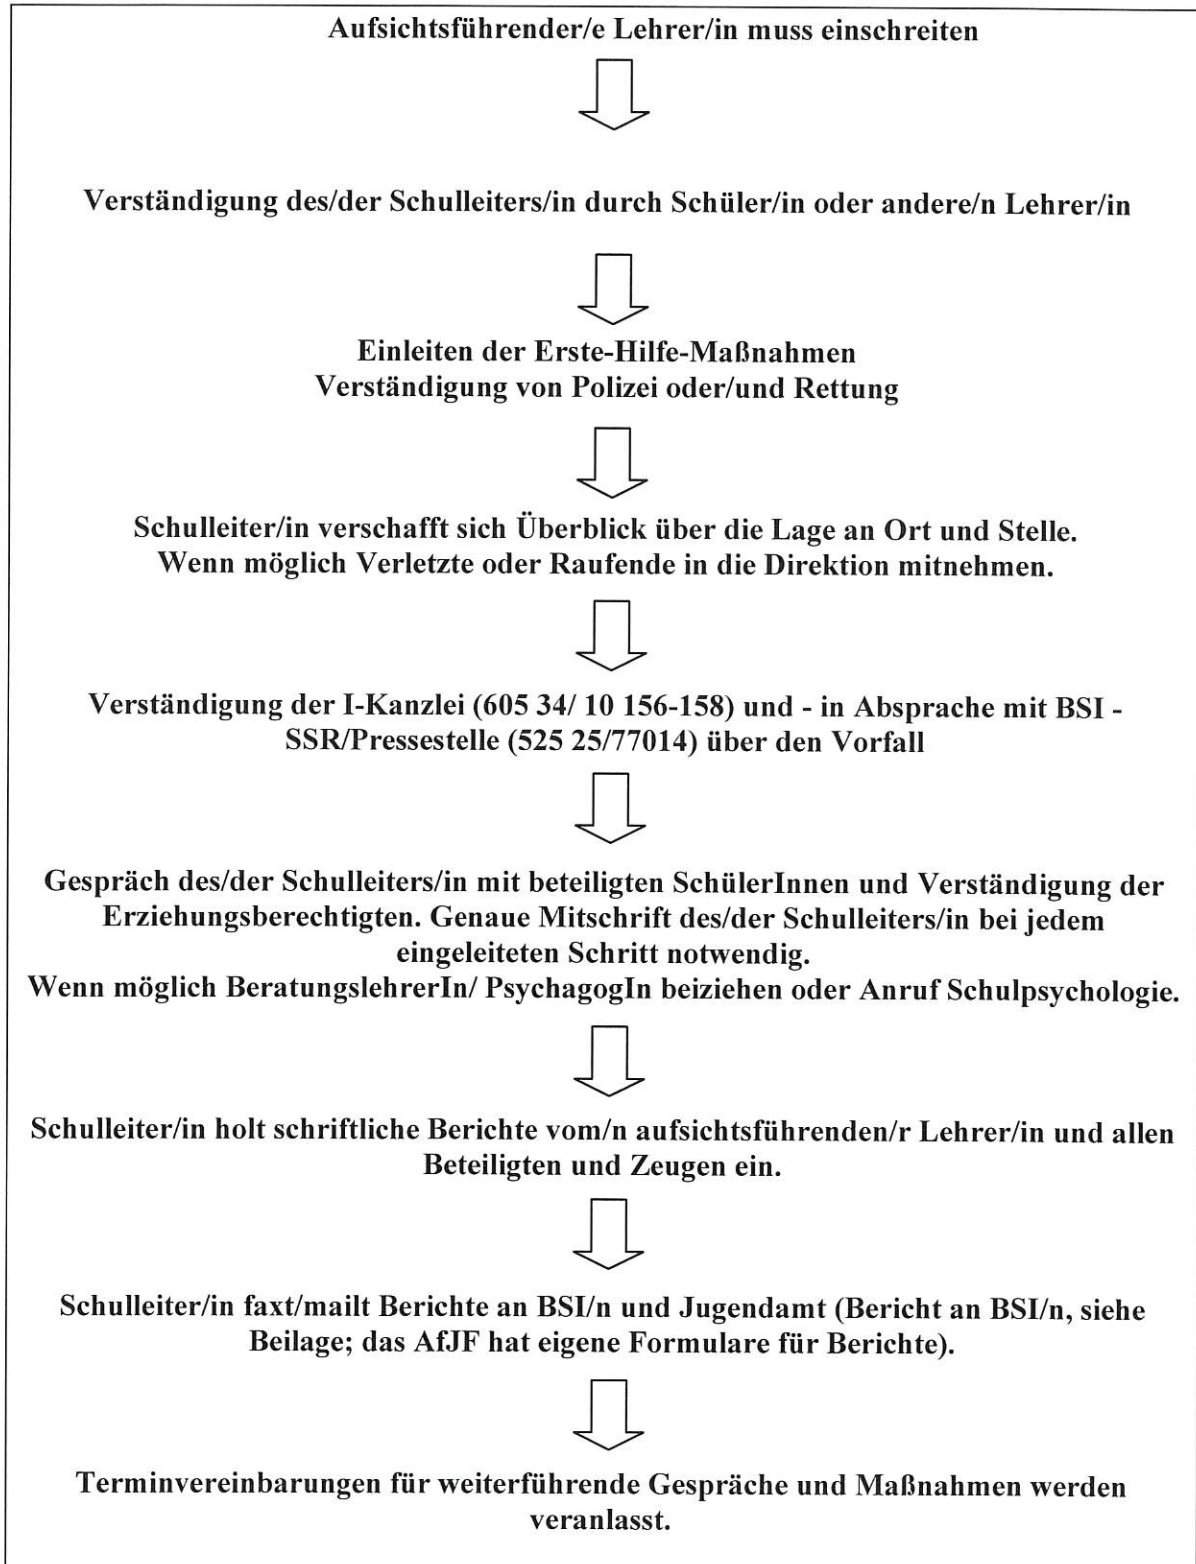 Aufsichtsführender/e Lehrer/in muss einschreiten
Verständigung des/der Schulleiters/in durch Schüler/in oder andere/n Lehrer/in
Einleiten der Erste-Hilfe-Maßnahmen
Verständigung von Polizei oder/und Rettung
Schulleiter/in verschafft sich Überblick über die Lage an Ort und Stelle.
Wenn möglich Verletzte oder Raufende in die Direktion mitnehmen.
Verständigung der I-Kanzlei (605 34/ 10 156-158) und - in Absprache mit BSI -
SSR/Pressestelle (525 25/77014) über den Vorfall
Gespräch des/der Schulleiters/in mit beteiligten SchülerInnen und Verständigung der
Erziehungsberechtigten. Genaue Mitschrift des/der Schulleiters/in bei jedem
eingeleiteten Schritt notwendig.
Wenn möglich BeratungslehrerIn/ PsychagogIn beiziehen oder Anruf Schulpsychologie.
Schulleiter/in holt schriftliche Berichte vom/n aufsichtsführenden/r Lehrer/in und allen
Beteiligten und Zeugen ein.
Schulleiter/in faxt/mailt Berichte an BSI/n und Jugendamt (Bericht an BSI/n, siehe
Beilage; das AfJF hat eigene Formulare für Berichte).
Terminvereinbarungen für weiterführende Gespräche und Maßnahmen werden
veranlasst.